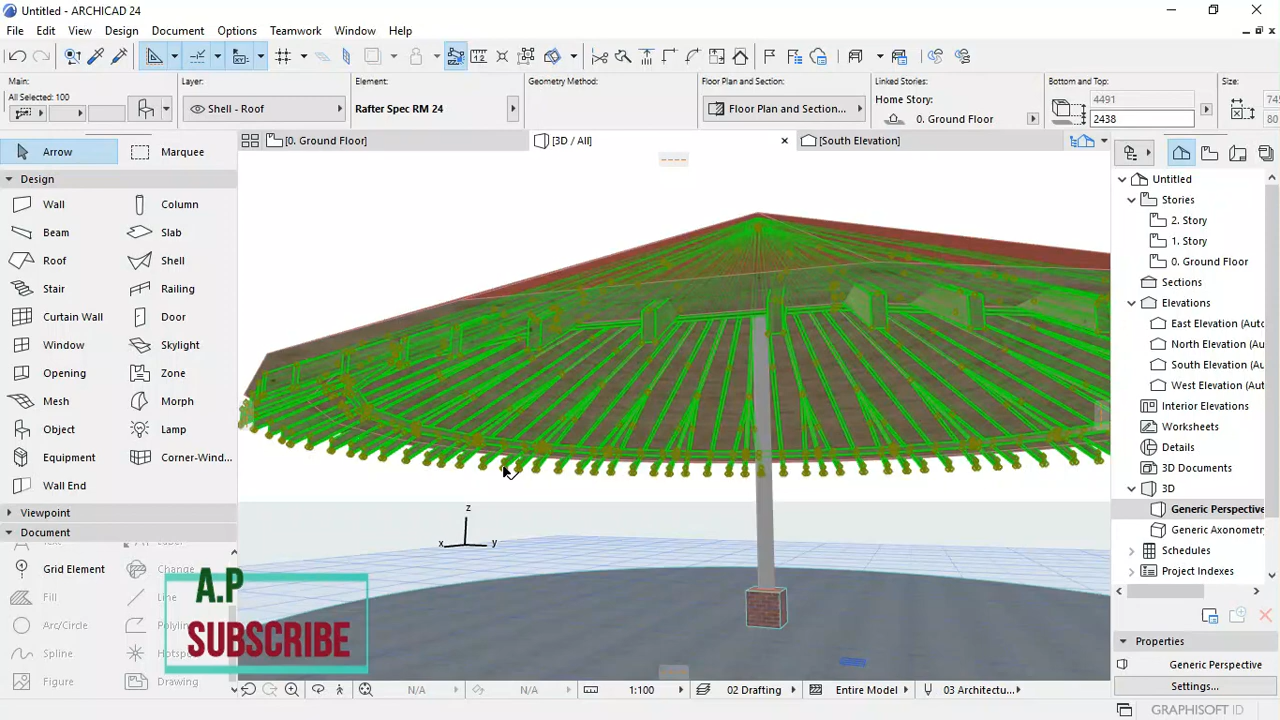 Untitled - ARCHICAD 24
File Edit View Design Document Options Teamwork Window Help
Main:
All Selected: 100
Layer:
Shell - Roof
Element:
Rafter Spec RM 24
Geometry Method:
Floor Plan and Section:
Floor Plan and Section...
Linked Stories:
Home Story:
0. Ground Floor
Bottom and Top:
4491
2438
Size:
80
Arrow
Marquee
[0. Ground Floor]
[3D / All]
[South Elevation]
Design
Wall
Column
Beam
Slab
Roof
Shell
Stair
Railing
Curtain Wall
Door
Window
Skylight
Opening
Zone
Mesh
Morph
Object
Lamp
Equipment
Corner-Wind...
Wall End
Viewpoint
Document
Grid Element
Change
Fill
Line
Arc/Circle
Polylin
Spline
Hotsp
Figure
Drawing
A.P
SUBSCRIBE
z
x
y
Untitled
Stories
2. Story
1. Story
0. Ground Floor
Sections
Elevations
East Elevation (Auto
North Elevation (Au
South Elevation (Au
West Elevation (Aut
Interior Elevations
Worksheets
Details
3D Documents
3D
Generic Perspective
Generic Axonometr
Schedules
Project Indexes
Properties
Generic Perspective
Settings...
N/A
N/A
1:100
02 Drafting
Entire Model
03 Architectu...
GRAPHISOFT ID